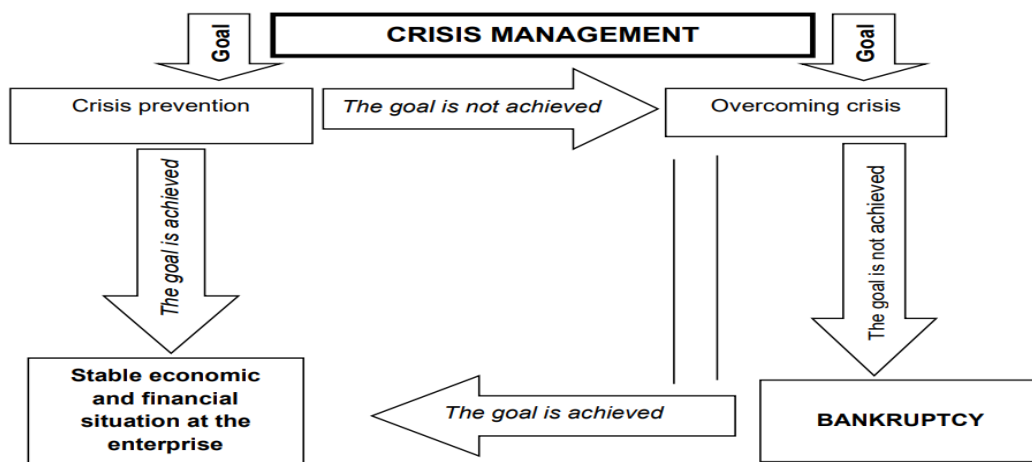 Goal
CRISIS MANAGEMENT
Goal
Crisis prevention
The goal is not achieved
Overcoming crisis
The goal is achieved
The goal is not achieved
Stable economic
and financial
situation at the
enterprise
The goal is achieved
BANKRUPTCY